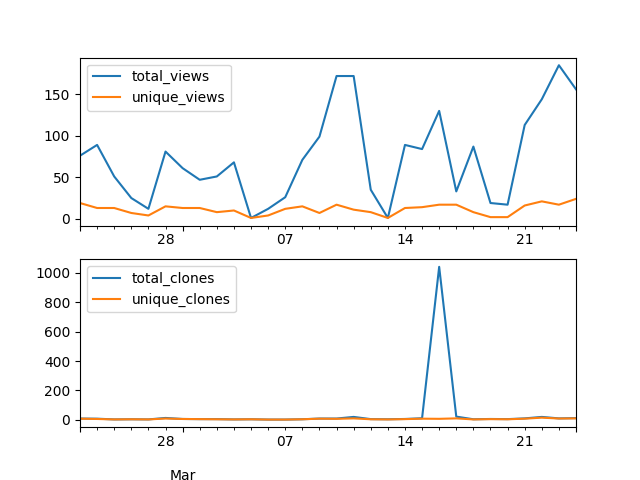 total_views
unique_views
150
100
50
0
28 07 14 21
total_clones
unique_clones
1000
800
600
400
200
0
28 07 14 21
Mar